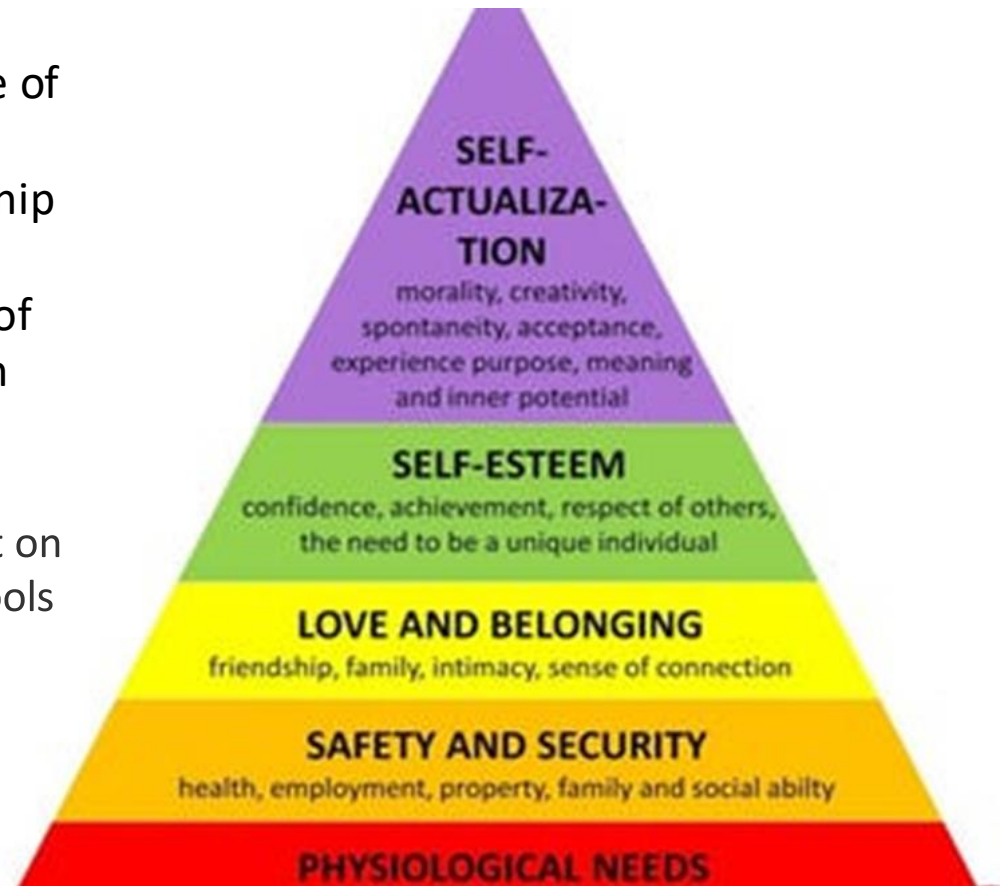 e of
hip
of
n
t on
ools
SELF-
ACTUALIZA-
TION
morality, creativity,
spontaneity, acceptance,
experience purpose, meaning
and inner potential
SELF-ESTEEM
confidence, achievement, respect of others,
the need to be a unique individual
LOVE AND BELONGING
friendship, family, intimacy, sense of connection
SAFETY AND SECURITY
health, employment, property, family and social abilty
PHYSIOLOGICAL NEEDS